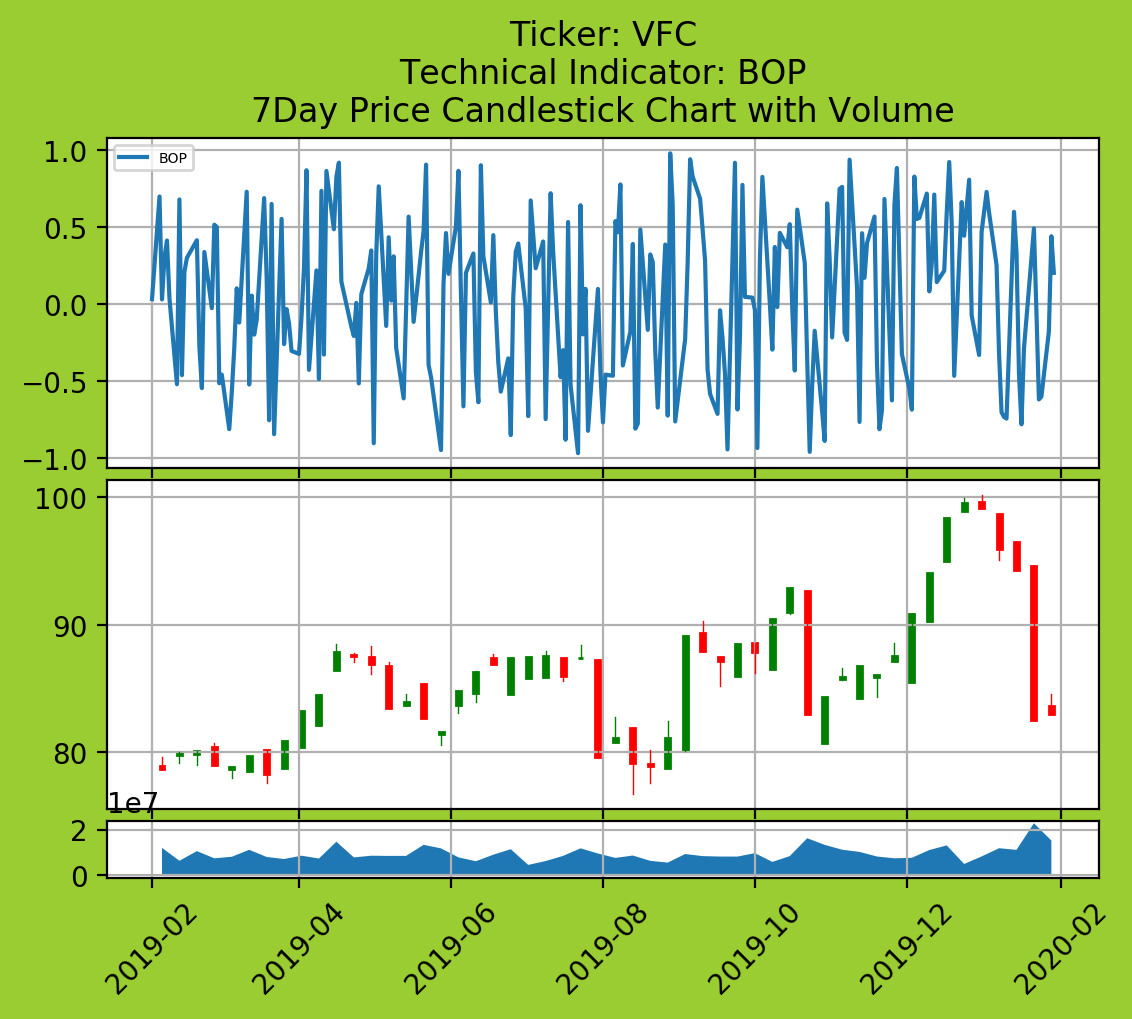 Ticker: VFC
Technical Indicator: BOP
7Day Price Candlestick Chart with Volume
1.0
BOP
0.5
0.0
−0.5
−1.0
100
90
80
1e7
2
0
2019-02 2019-04 2019-06 2019-08 2019-10 2019-12 2020-02